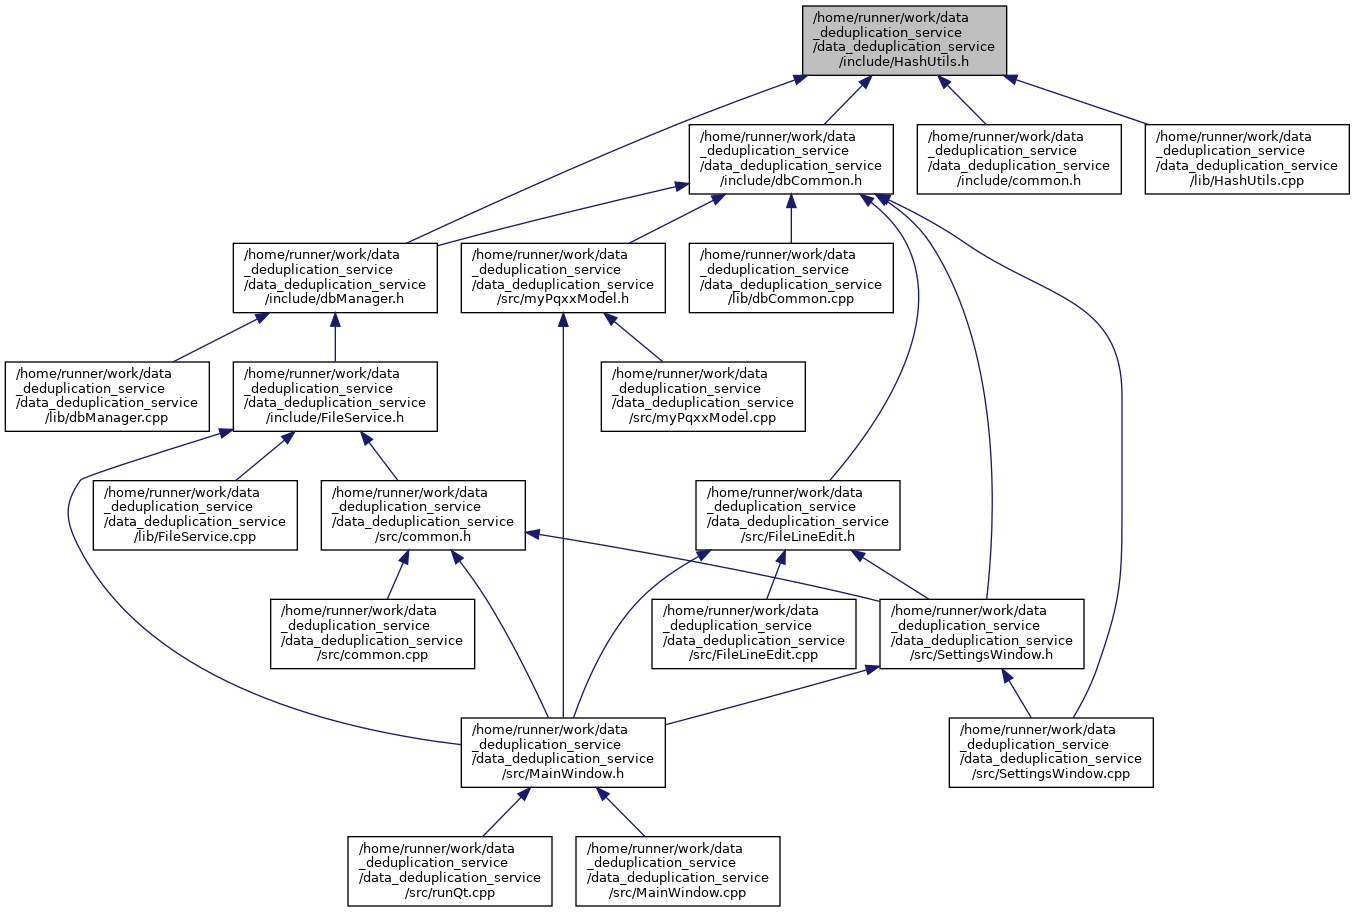 /home/runner/work/data
_deduplication_service
/data_deduplication_service
/include/HashUtils.h
/home/runner/work/data
_deduplication_service
/data_deduplication_service
/include/dbCommon.h
/home/runner/work/data
_deduplication_service
/data_deduplication_service
/include/common.h
/home/runner/work/data
_deduplication_service
/data_deduplication_service
/lib/HashUtils.cpp
/home/runner/work/data
_deduplication_service
/data_deduplication_service
/include/dbManager.h
/home/runner/work/data
_deduplication_service
/data_deduplication_service
/src/myPqxxModel.h
/home/runner/work/data
_deduplication_service
/data_deduplication_service
/lib/dbCommon.cpp
/home/runner/work/data
_deduplication_service
/data_deduplication_service
/lib/dbManager.cpp
/home/runner/work/data
_deduplication_service
/data_deduplication_service
/include/FileService.h
/home/runner/work/data
_deduplication_service
/data_deduplication_service
/src/myPqxxModel.cpp
/home/runner/work/data
_deduplication_service
/data_deduplication_service
/lib/FileService.cpp
/home/runner/work/data
_deduplication_service
/data_deduplication_service
/src/common.h
/home/runner/work/data
_deduplication_service
/data_deduplication_service
/src/FileLineEdit.h
/home/runner/work/data
_deduplication_service
/data_deduplication_service
/src/common.cpp
/home/runner/work/data
_deduplication_service
/data_deduplication_service
/src/FileLineEdit.cpp
/home/runner/work/data
_deduplication_service
/data_deduplication_service
/src/SettingsWindow.h
/home/runner/work/data
_deduplication_service
/data_deduplication_service
/src/MainWindow.h
/home/runner/work/data
_deduplication_service
/data_deduplication_service
/src/SettingsWindow.cpp
/home/runner/work/data
_deduplication_service
/data_deduplication_service
/src/runQt.cpp
/home/runner/work/data
_deduplication_service
/data_deduplication_service
/src/MainWindow.cpp